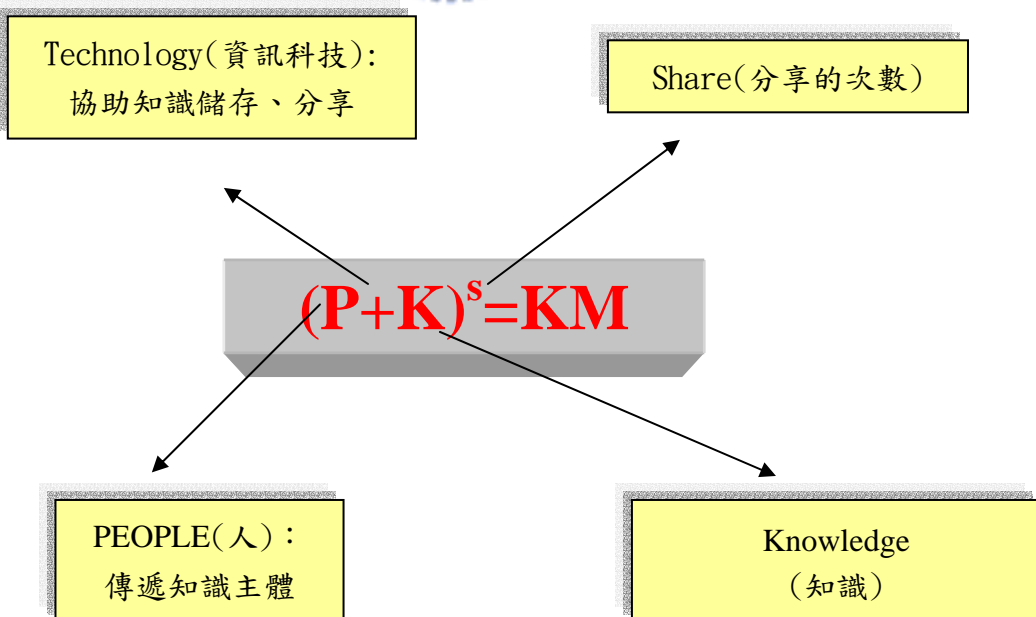 Technology(資訊科技):
協助知識儲存、分享
Share(分享的次數)
(P+K)ˢ=KM
PEOPLE(人)：
傳遞知識主體
Knowledge
(知識)